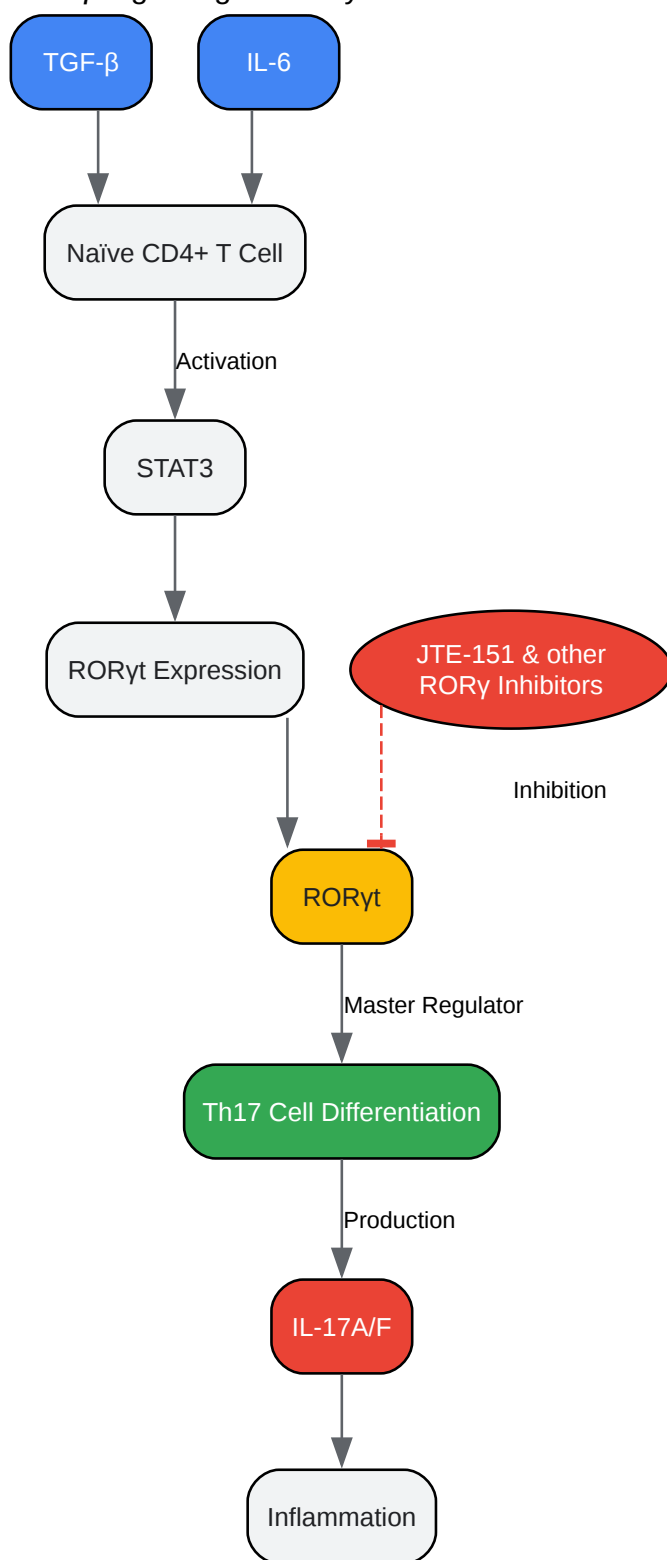 TGF-β
IL-6
Naïve CD4+ T Cell
Activation
STAT3
RORγt Expression
JTE-151 & other
RORγ Inhibitors
Inhibition
RORγt
Master Regulator
Th17 Cell Differentiation
Production
IL-17A/F
Inflammation